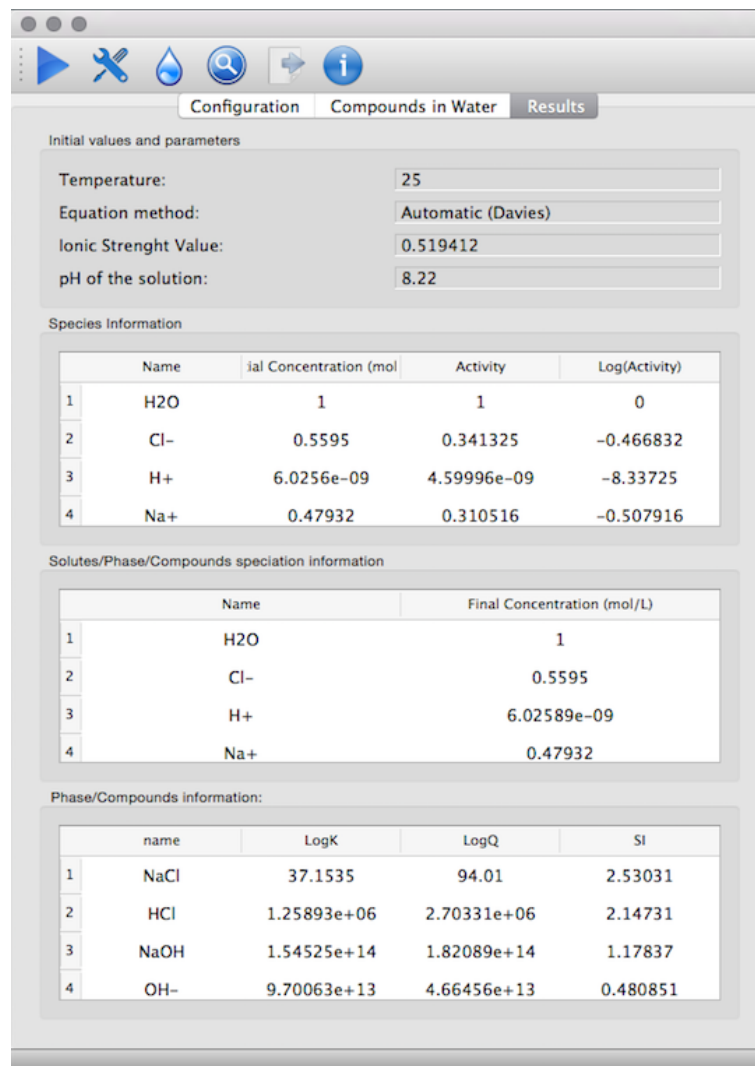 Configuration Compounds in Water Results
Initial values and parameters
Temperature: 25
Equation method: Automatic (Davies)
Ionic Strenght Value: 0.519412
pH of the solution: 8.22
Species Information
Name ial Concentration (mol Activity Log(Activity)
1 H2O 1 1 0
2 Cl- 0.5595 0.341325 -0.466832
3 H+ 6.0256e-09 4.59996e-09 -8.33725
4 Na+ 0.47932 0.310516 -0.507916
Solutes/Phase/Compounds speciation information
Name Final Concentration (mol/L)
1 H2O 1
2 Cl- 0.5595
3 H+ 6.02589e-09
4 Na+ 0.47932
Phase/Compounds information:
name LogK LogQ SI
1 NaCl 37.1535 94.01 2.53031
2 HCl 1.25893e+06 2.70331e+06 2.14731
3 NaOH 1.54525e+14 1.82089e+14 1.17837
4 OH- 9.70063e+13 4.66456e+13 0.480851